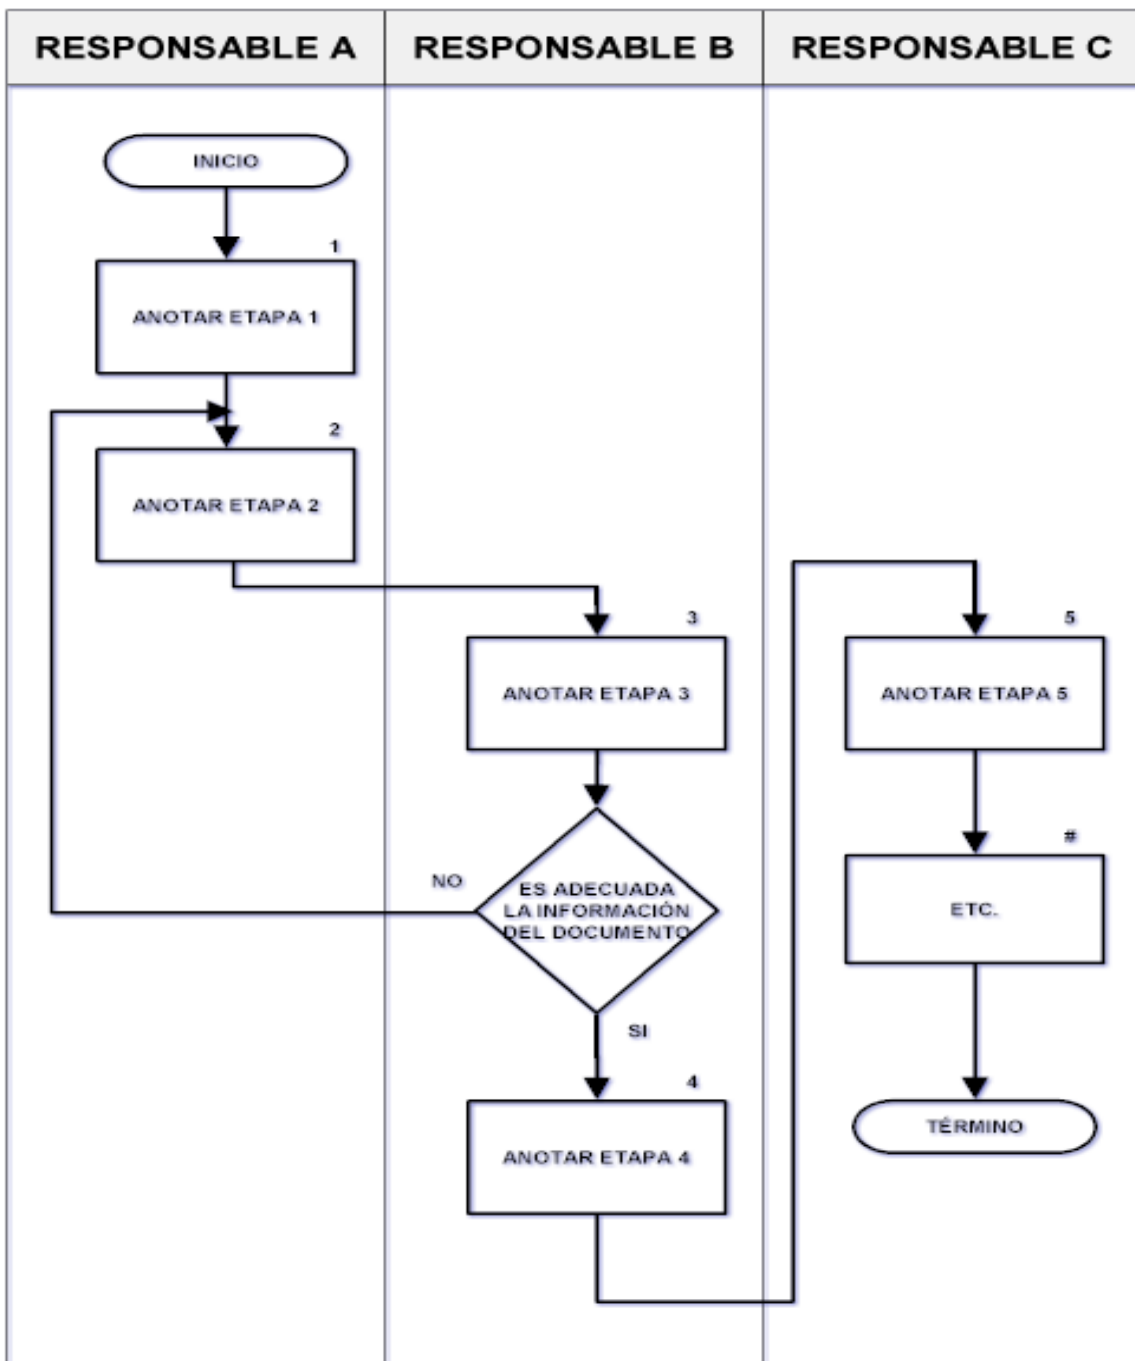 RESPONSABLE A
RESPONSABLE B
RESPONSABLE C
INICIO
1
ANOTAR ETAPA 1
2
ANOTAR ETAPA 2
3
ANOTAR ETAPA 3
NO
ES ADECUADA
LA INFORMACIÓN
DEL DOCUMENTO
SI
4
ANOTAR ETAPA 4
5
ANOTAR ETAPA 5
#
ETC.
TÉRMINO